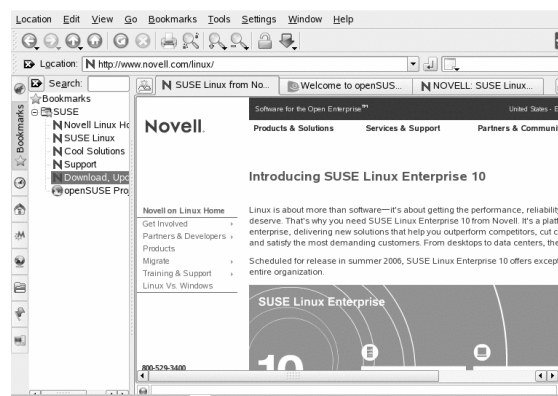 Location Edit View Go Bookmarks Tools Settings Window Help
Location: N http://www.novell.com/linux/
Search:
N SUSE Linux from No...
Welcome to openSUS...
N NOVELL: SUSE Linux...
Bookmarks
Bookmarks
SUSE
Novell Linux Ho
SUSE Linux
Cool Solutions
Support
Download, Upd
openSUSE Proj
Software for the Open Enterprise™
United States - E
Novell.
Products & Solutions
Services & Support
Partners & Communi
Introducing SUSE Linux Enterprise 10
Novell on Linux Home
Get Involved
Partners & Developers
Products
Migrate
Training & Support
Linux Vs. Windows
Linux is about more than software—it's about getting the performance, reliability
deserve. That's why you need SUSE Linux Enterprise 10 from Novell. It's a platf
enterprise, delivering new solutions that help you outperform competitors, cut c
and satisfy the most demanding customers. From desktops to data centers, the
Scheduled for release in summer 2006, SUSE Linux Enterprise 10 offers except
entire organization.
SUSE Linux Enterprise
10
800-529-3400